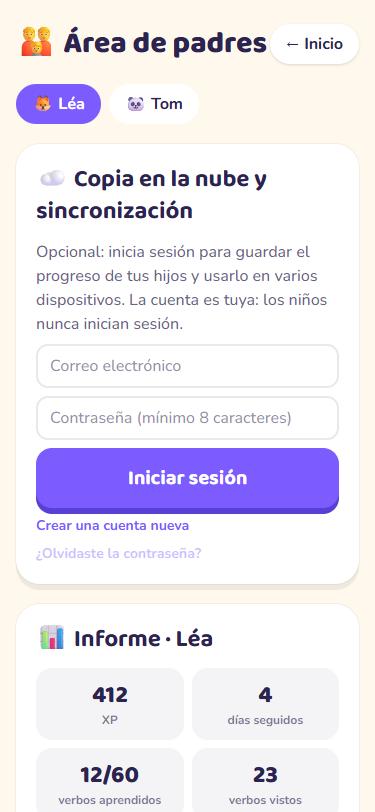 Área de padres
← Inicio
Léa
Tom
Copia en la nube y
sincronización
Opcional: inicia sesión para guardar el
progreso de tus hijos y usarlo en varios
dispositivos. La cuenta es tuya: los niños
nunca inician sesión.
Correo electrónico
Contraseña (mínimo 8 caracteres)
Iniciar sesión
Crear una cuenta nueva
¿Olvidaste la contraseña?
Informe · Léa
412
XP
4
días seguidos
12/60
verbos aprendidos
23
verbos vistos